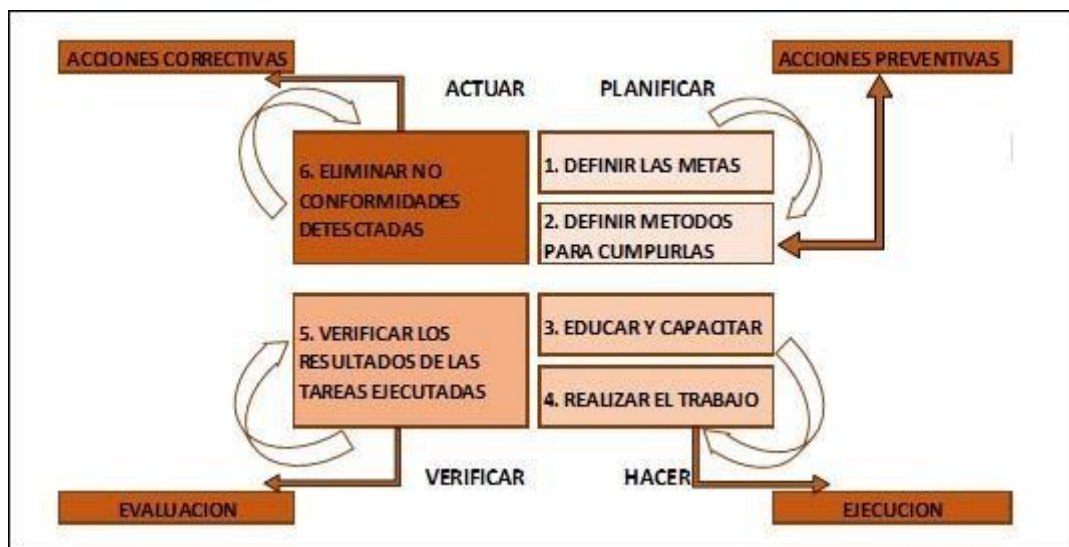 ACCIONES CORRECTIVAS
ACCIONES PREVENTIVAS
ACTUAR
PLANIFICAR
6. ELIMINAR NO
CONFORMIDADES
DETESCTADAS
1. DEFINIR LAS METAS
2. DEFINIR METODOS
PARA CUMPLIRLAS
5. VERIFICAR LOS
RESULTADOS DE LAS
TAREAS EJECUTADAS
3. EDUCAR Y CAPACITAR
4. REALIZAR EL TRABAJO
VERIFICAR
HACER
EVALUACION
EJECUCION